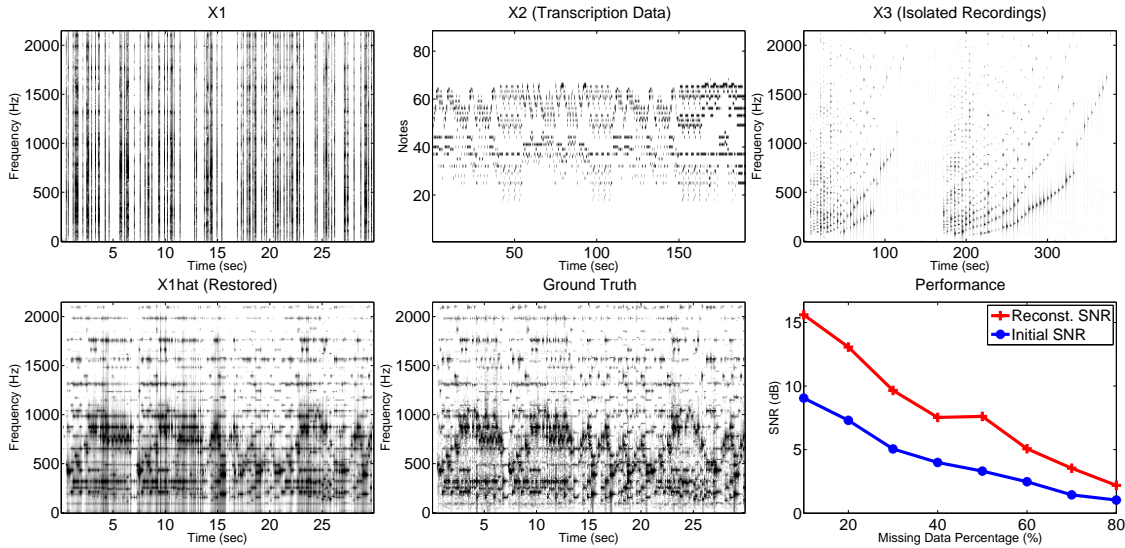 X1
Frequency (Hz)
2000
1500
1000
500
0
5 10 15 20 25
Time (sec)
X2 (Transcription Data)
Notes
80
60
40
20
50 100 150
Time (sec)
X3 (Isolated Recordings)
Frequency (Hz)
2000
1500
1000
500
0
100 200 300
Time (sec)
X1hat (Restored)
Frequency (Hz)
2000
1500
1000
500
0
5 10 15 20 25
Time (sec)
Ground Truth
Frequency (Hz)
2000
1500
1000
500
0
5 10 15 20 25
Time (sec)
Performance
SNR (dB)
15
10
5
0
Reconst. SNR
Initial SNR
20 30 40 50 60 70 80
Missing Data Percentage (%)